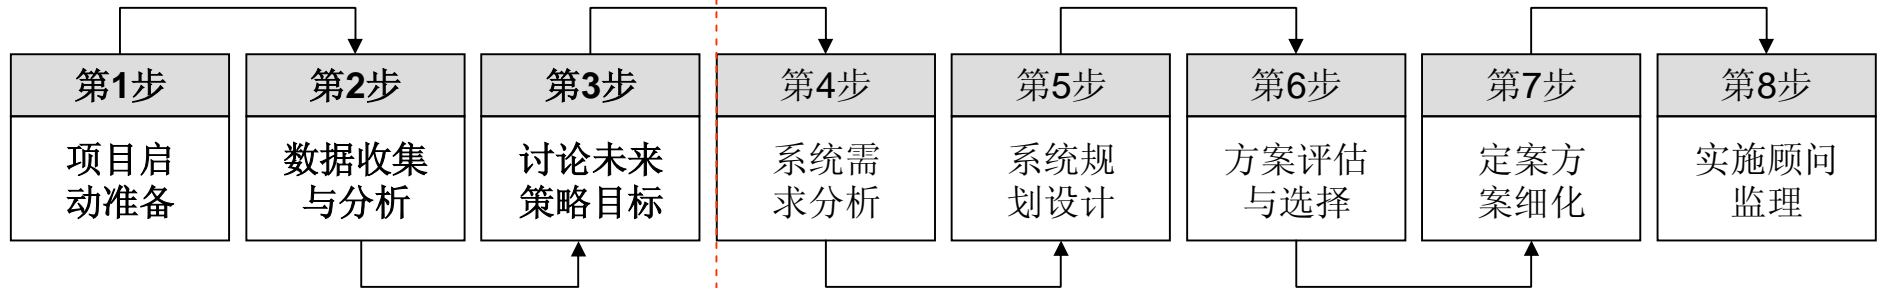 第1步
项目启
动准备
第2步
数据收集
与分析
第3步
讨论未来
策略目标
第4步
系统需
求分析
第5步
系统规
划设计
第6步
方案评估
与选择
第7步
定案方
案细化
第8步
实施顾问
监理